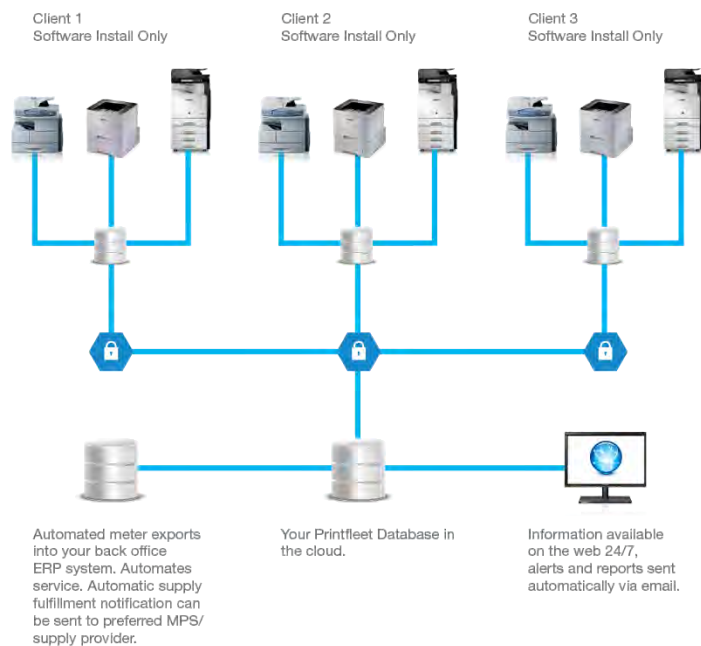 Client 1
Software Install Only
Client 2
Software Install Only
Client 3
Software Install Only
Automated meter exports
into your back office
ERP system. Automates
service. Automatic supply
fulfillment notification can
be sent to preferred MPS/
supply provider.
Your Printfleet Database in
the cloud.
Information available
on the web 24/7,
alerts and reports sent
automatically via email.